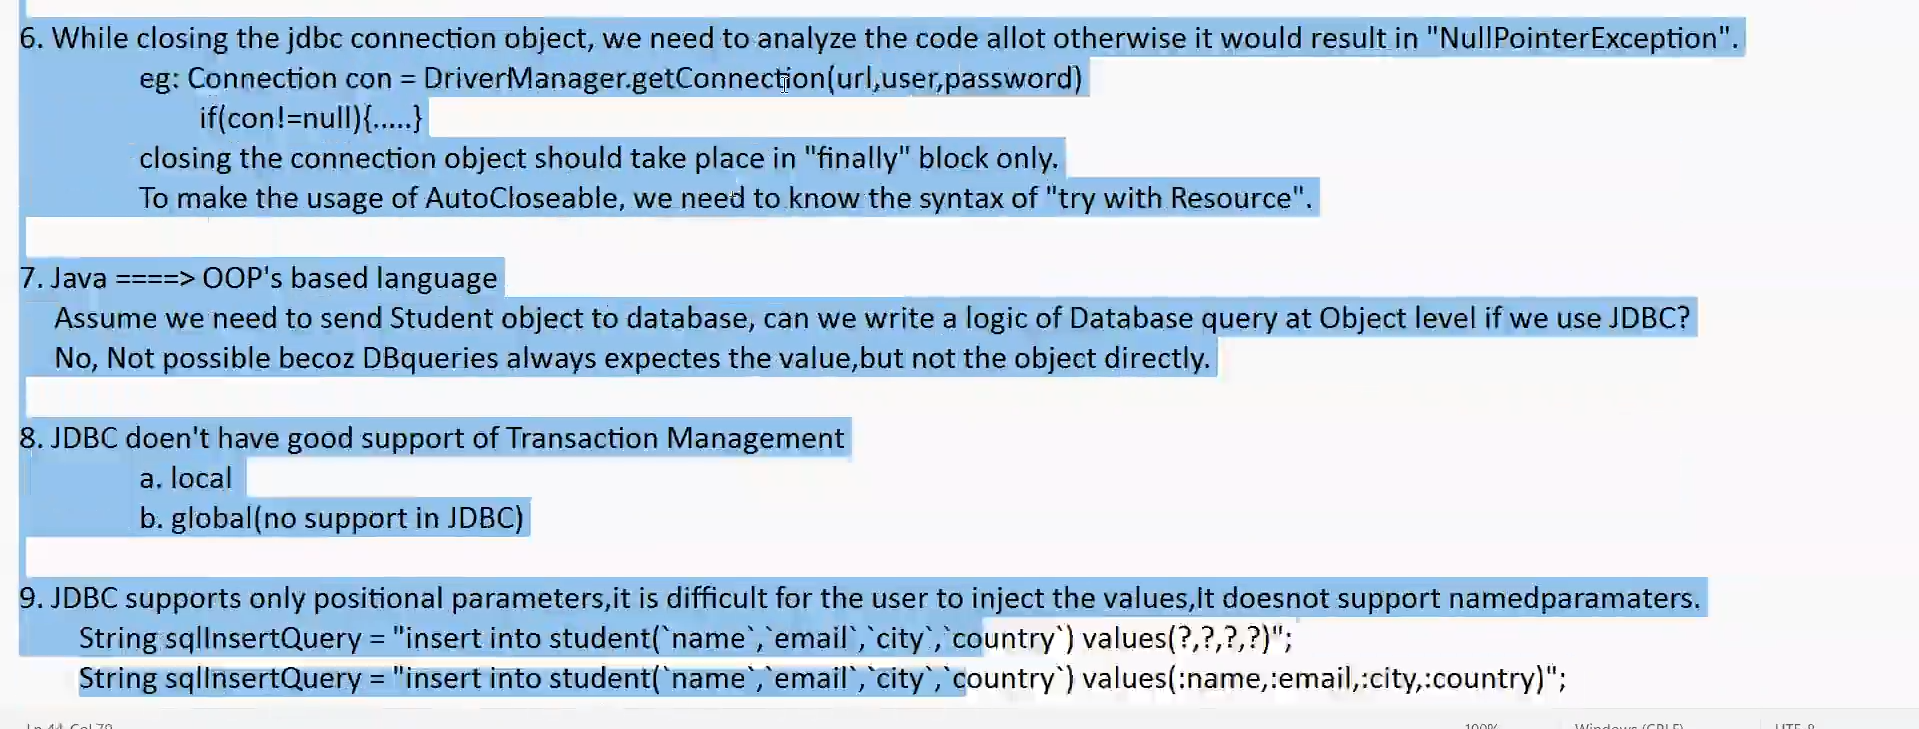 6. While closing the jdbc connection object, we need to analyze the code allot otherwise it would result in "NullPointerException".
eg: Connection con = DriverManager.getConnection(url,user,password)
if(con!=null){.....}
closing the connection object should take place in "finally" block only.
To make the usage of AutoCloseable, we need to know the syntax of "try with Resource".
7. Java ====> OOP's based language
Assume we need to send Student object to database, can we write a logic of Database query at Object level if we use JDBC?
No, Not possible becoz DBqueries always expectes the value,but not the object directly.
8. JDBC doen't have good support of Transaction Management
a. local
b. global(no support in JDBC)
9. JDBC supports only positional parameters,it is difficult for the user to inject the values,It doesnot support namedparamaters.
String sqlInsertQuery = "insert into student(`name`,`email`,`city`,`country`) values(?,?,?,?)";
String sqlInsertQuery = "insert into student(`name`,`email`,`city`,`country`) values(:name,:email,:city,:country)";